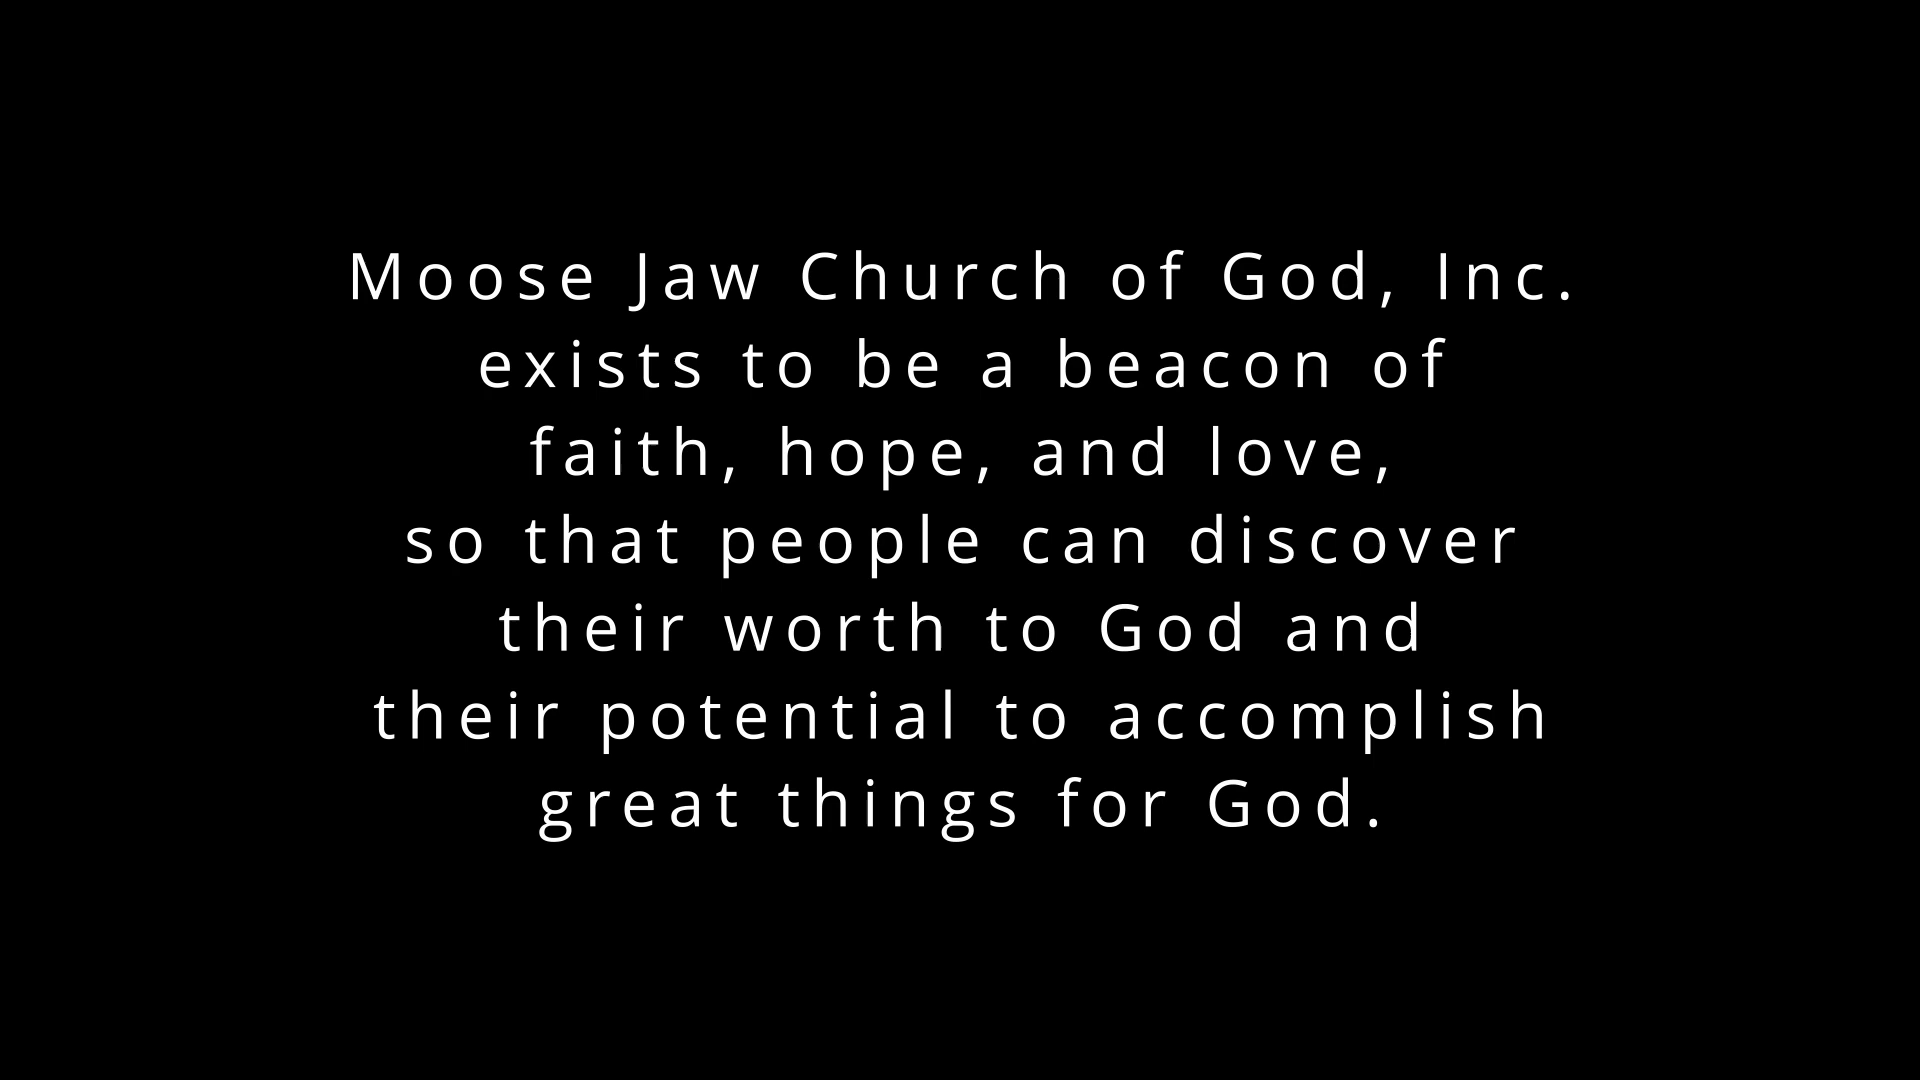 Moose Jaw Church of God, Inc.
exists to be a beacon of
faith, hope, and love,
so that people can discover
their worth to God and
their potential to accomplish
great things for God.